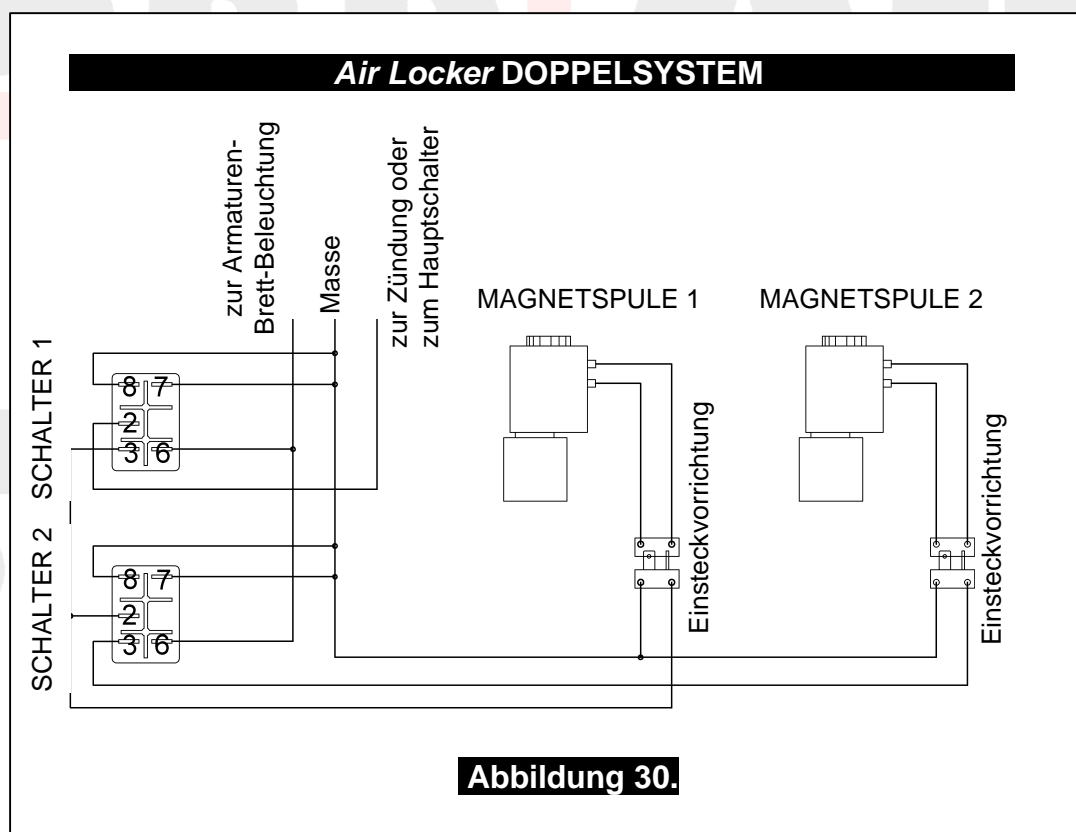 Air Locker DOPPELSYSTEM
zur Armaturen-
Brett-Beleuchtung
Masse
zur Zündung oder
zum Hauptschalter
MAGNETSPULE 1
MAGNETSPULE 2
SCHALTER 1
8 7
2
3 6
Einsteckvorrichtung
Einsteckvorrichtung
SCHALTER 2
8 7
2
3 6
Abbildung 30.